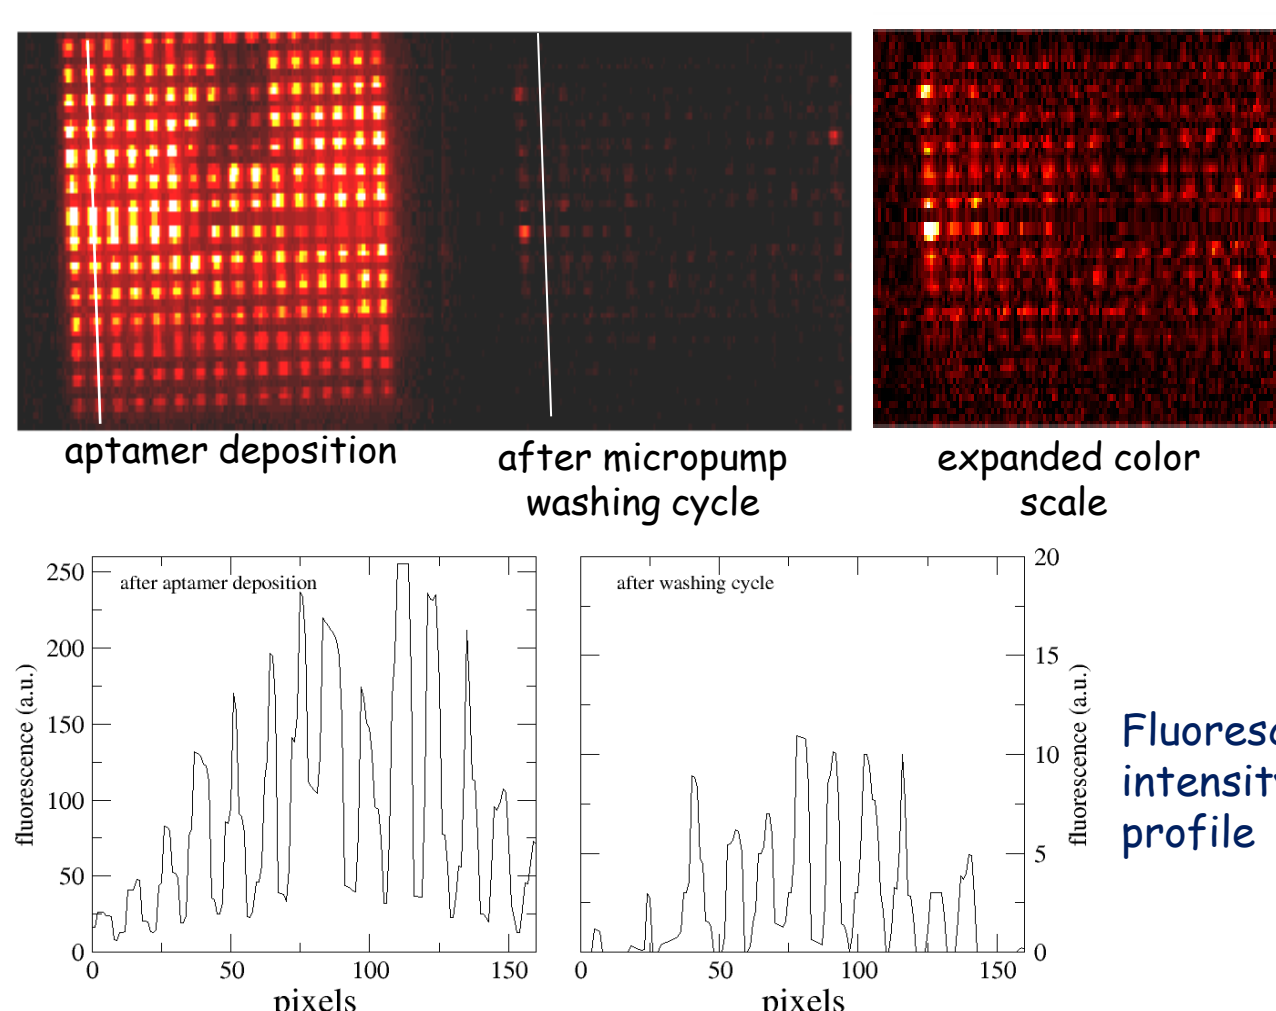 aptamer deposition
after micropump
washing cycle
expanded color
scale
after aptamer deposition
250
200
150
100
50
0
fluorescence (a.u.)
0 50 100 150
pixels
after washing cycle
20
15
10
5
0
fluorescence (a.u.)
0 50 100 150
pixels
intensity
profile